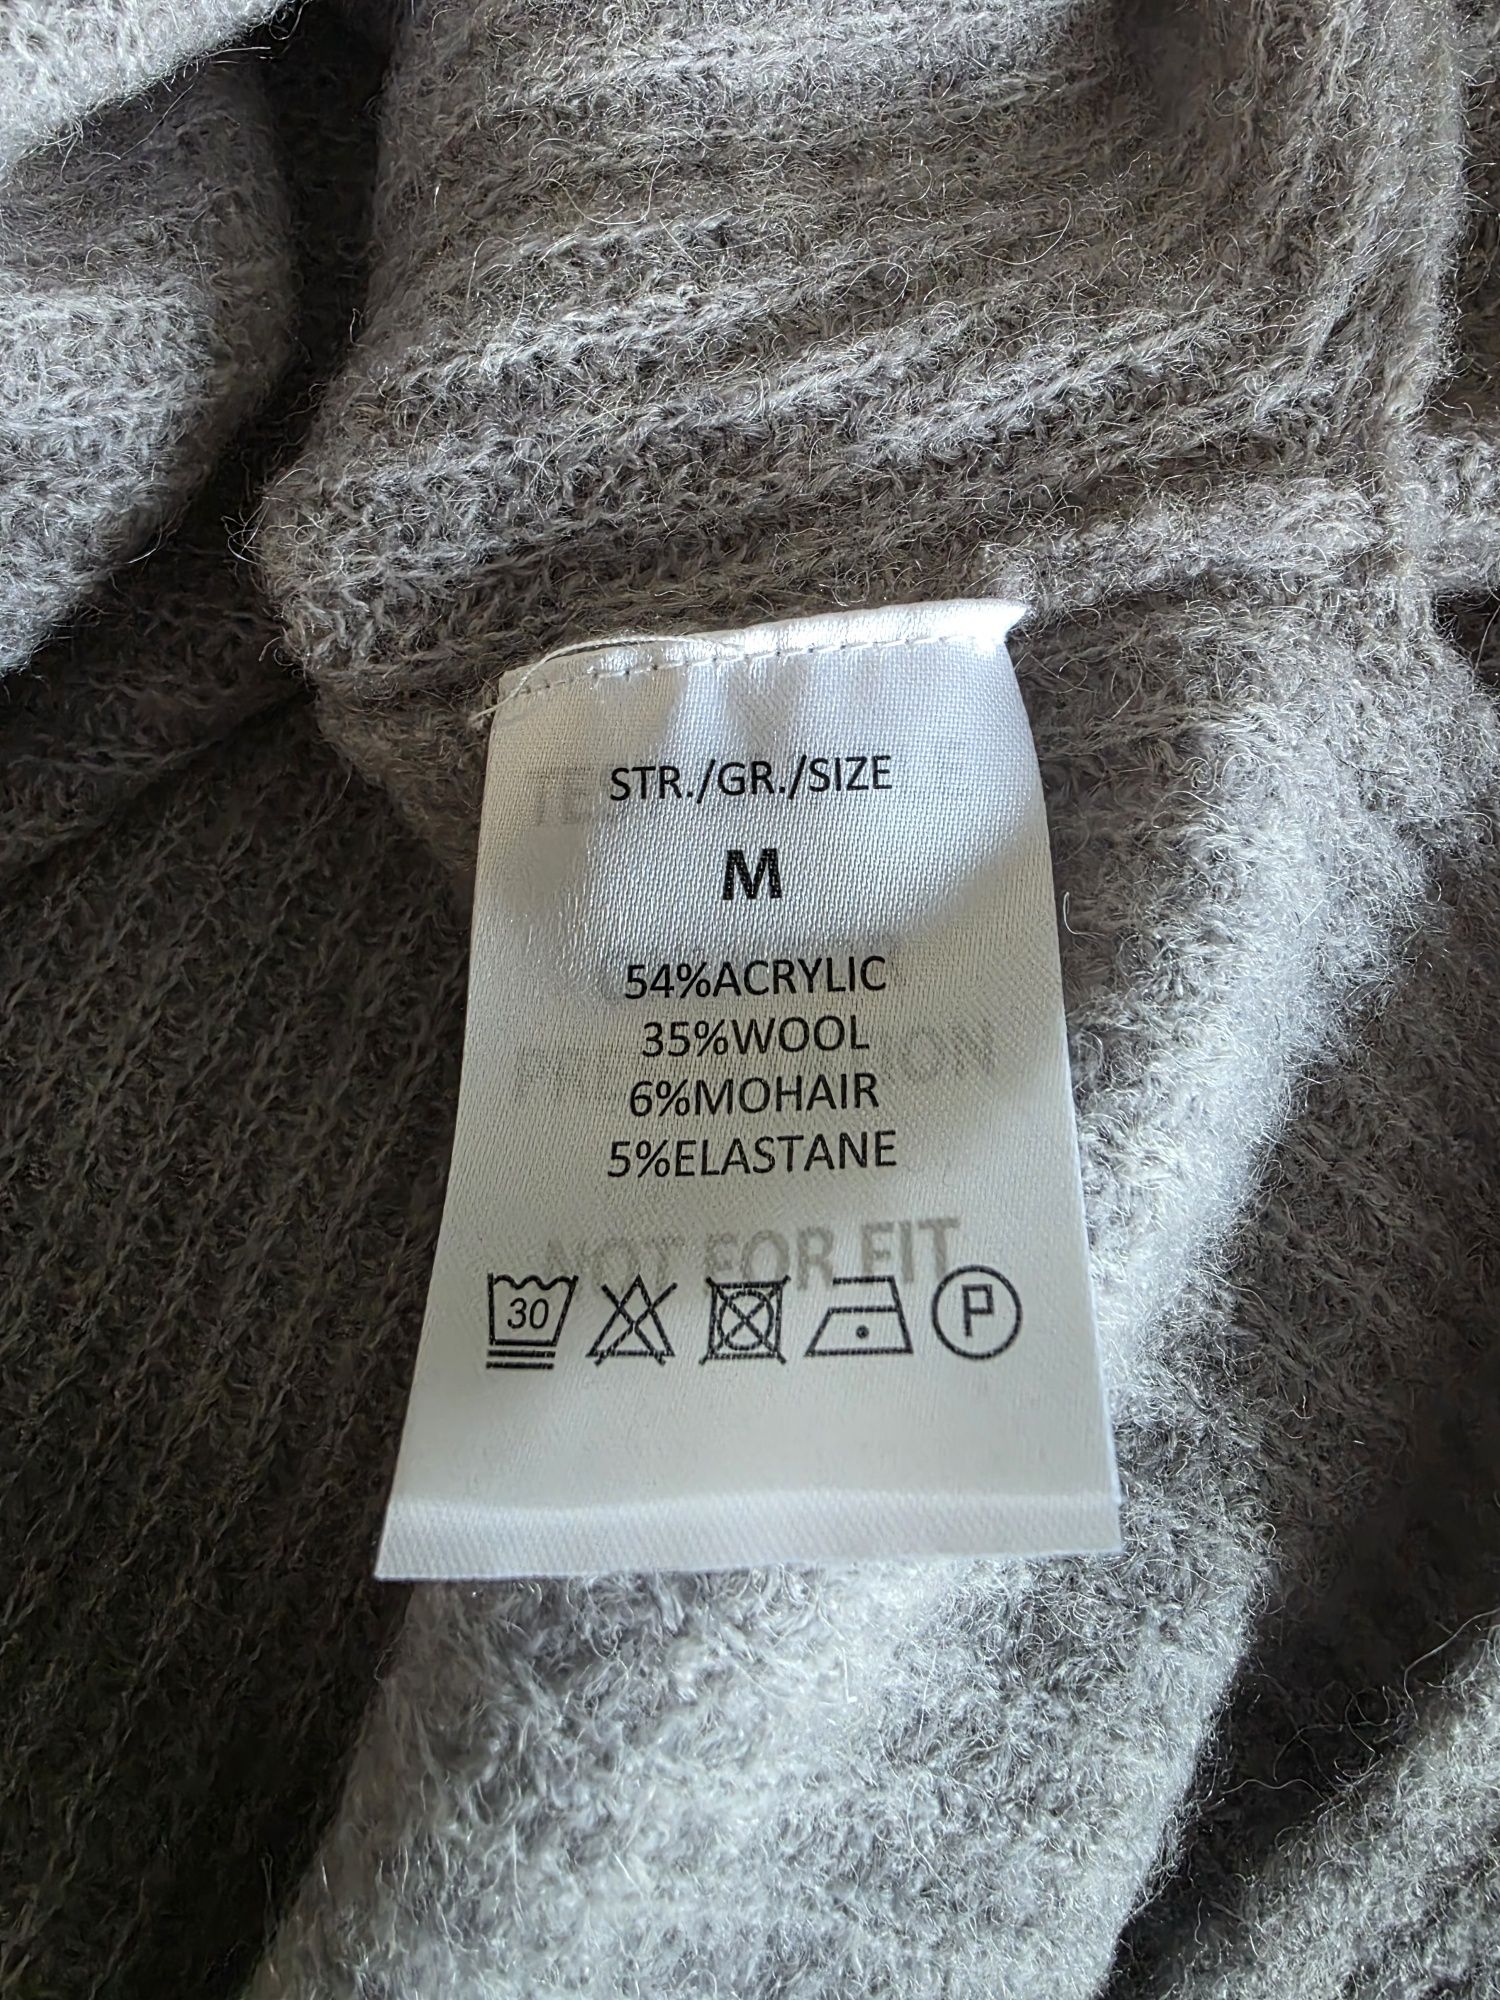 STR./GR./SIZE
M
54%ACRYLIC
35%WOOL
6%MOHAIR
5%ELASTANE
NOT FOR FIT
30
P